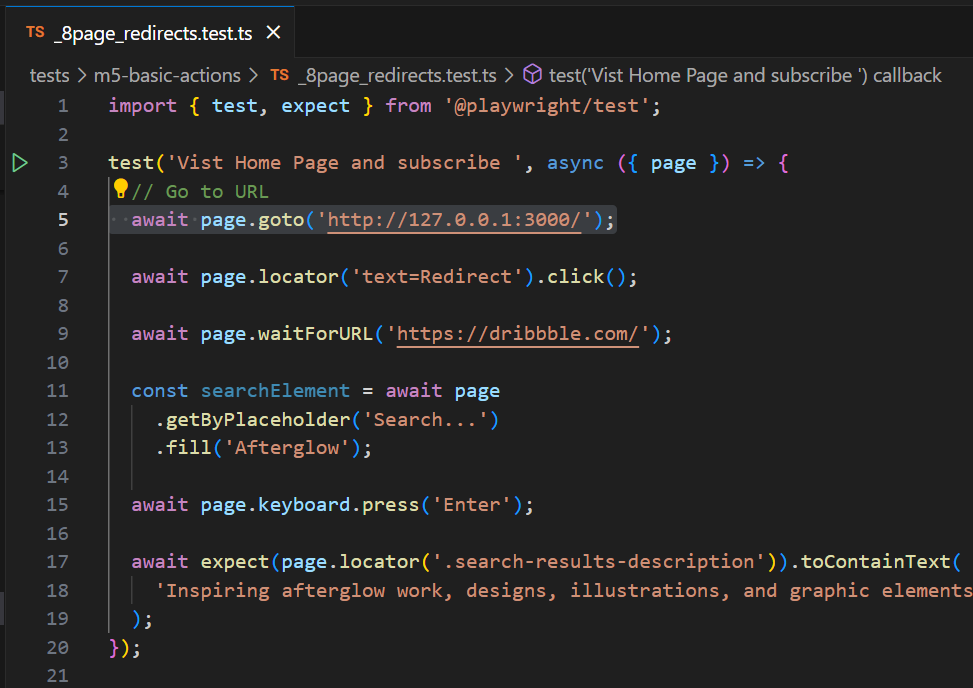 TS _8page_redirects.test.ts ×
tests > m5-basic-actions > TS _8page_redirects.test.ts > test('Vist Home Page and subscribe ') callback
1 import { test, expect } from '@playwright/test';
2
3 test('Vist Home Page and subscribe ', async ({ page }) => {
4 // Go to URL
5 await page.goto('http://127.0.0.1:3000/');
6
7 await page.locator('text=Redirect').click();
8
9 await page.waitForURL('https://dribbble.com/');
10
11 const searchElement = await page
12 .getByPlaceholder('Search...')
13 .fill('Afterglow');
14
15 await page.keyboard.press('Enter');
16
17 await expect(page.locator('.search-results-description')).toContainText(
18 'Inspiring afterglow work, designs, illustrations, and graphic elements
19 );
20 });
21